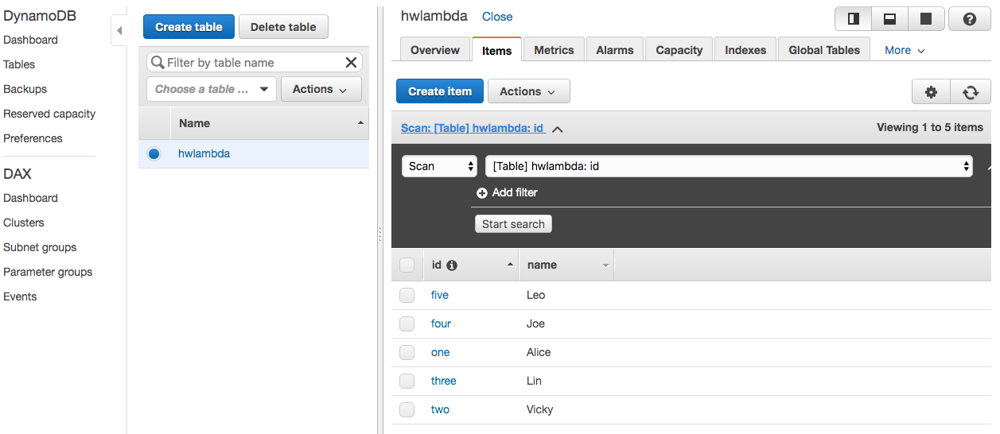 DynamoDB
Dashboard
Tables
Backups
Reserved capacity
Preferences
DAX
Dashboard
Clusters
Subnet groups
Parameter groups
Events
Create table Delete table
Filter by table name
Choose a table ... Actions
Name
hwlambda
hwlambda Close
Overview Items Metrics Alarms Capacity Indexes Global Tables More
Create item Actions
Scan: [Table] hwlambda: id Viewing 1 to 5 items
Scan [Table] hwlambda: id
Add filter
Start search
id name
five Leo
four Joe
one Alice
three Lin
two Vicky